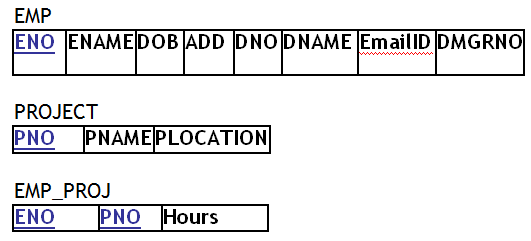 EMP
ENO ENAME DOB ADD DNO DNAME EmailID DMGRNO
PROJECT
PNO PNAME PLOCATION
EMP_PROJ
ENO PNO Hours